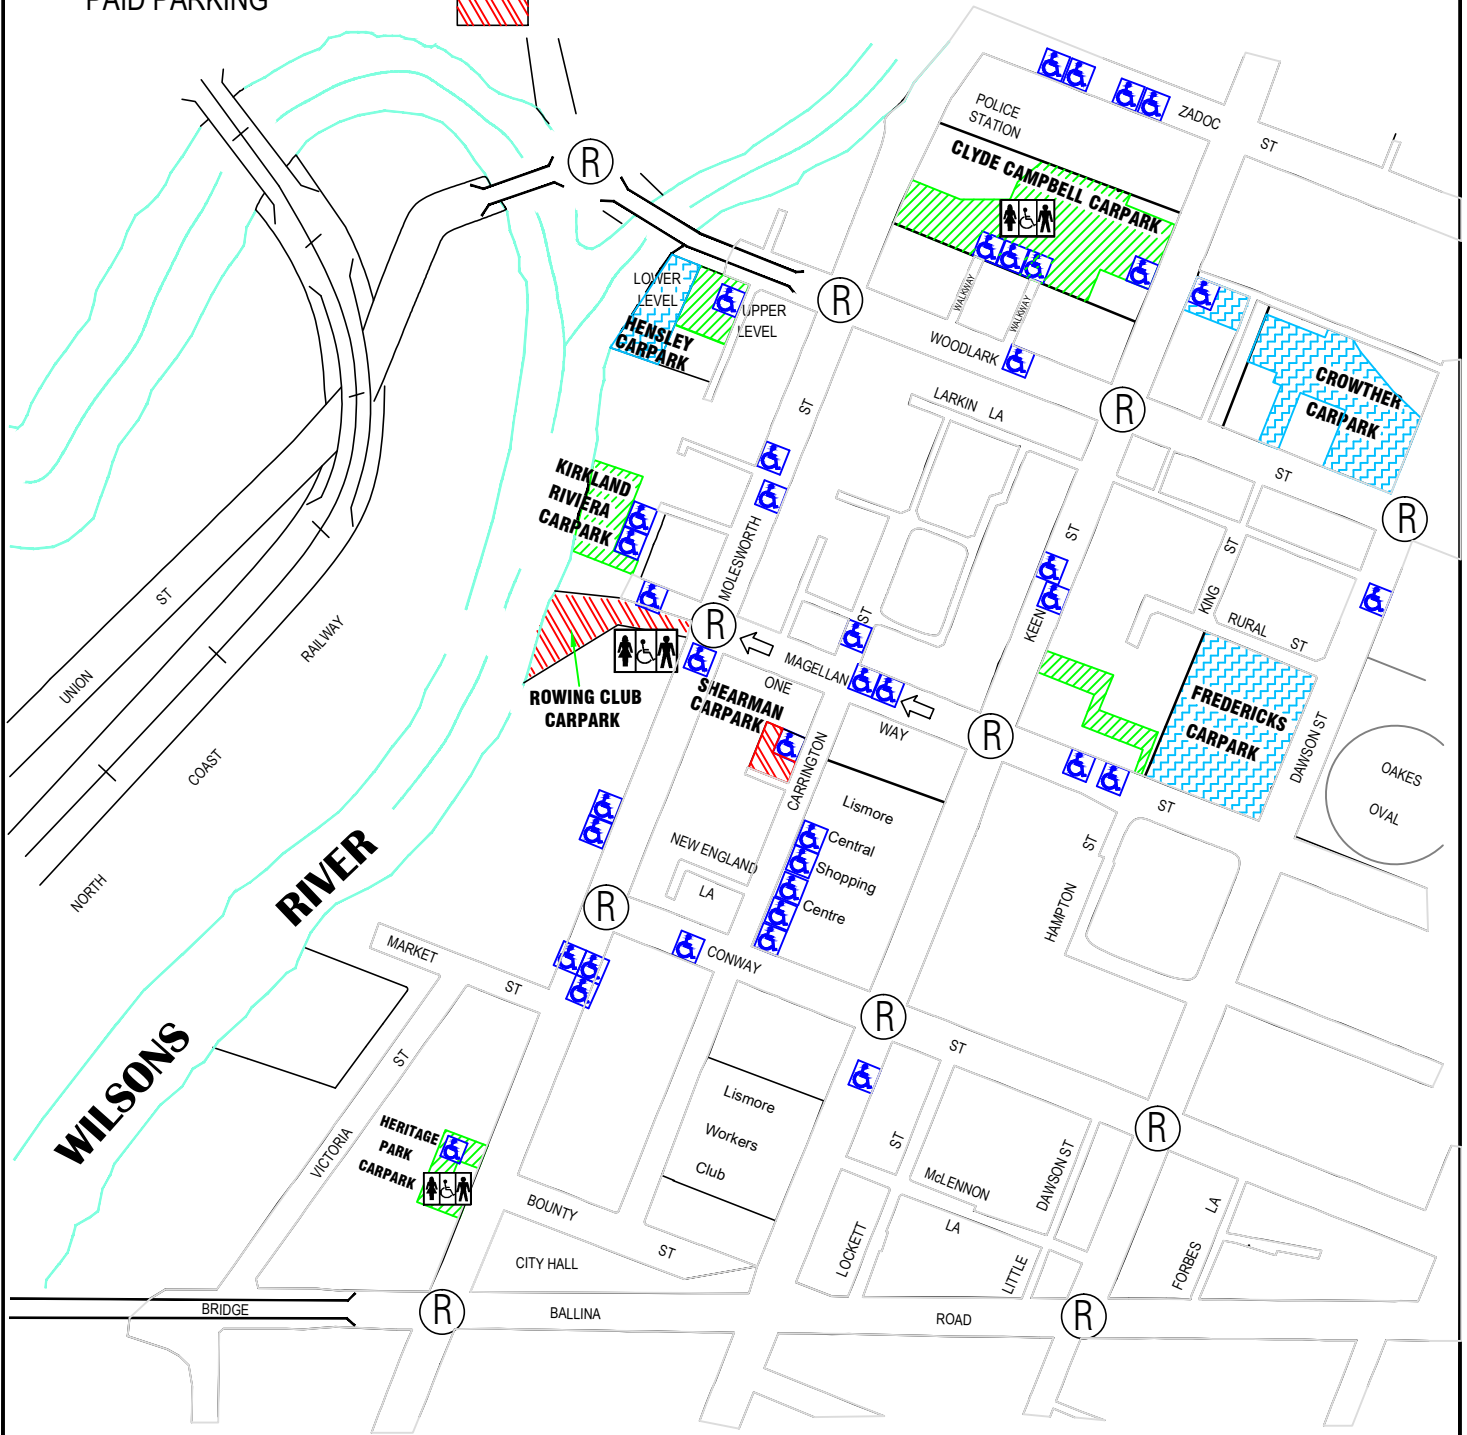 PAID PARKING
POLICE
STATION
ZADOC
ST
CLYDE CAMPBELL CARPARK
R
LOWER
LEVEL
UPPER
LEVEL
HENSLEY
CARPARK
R
WALKWAY
WALKWAY
WOODLARK
ST
CROWTHER
CARPARK
R
LARKIN LA
ST
R
KIRKLAND
RIVIERA
CARPARK
MOLESWORTH
ST
KEEN
ST
KING
ST
RURAL
ST
UNION
ST
RAILWAY
COAST
NORTH
R
ST
MAGELLAN
ONE
WAY
R
ROWING CLUB
CARPARK
SHEARMAN
CARPARK
CARRINGTON
FREDERICKS
CARPARK
DAWSON ST
OAKES
OVAL
ST
Lismore
Central
Shopping
Centre
NEW ENGLAND
LA
HAMPTON
ST
RIVER
WILSONS
R
MARKET
ST
CONWAY
R
ST
VICTORIA
ST
Lismore
Workers
Club
HERITAGE
PARK
CARPARK
R
ST
McLENNON
LA
DAWSON ST
LITTLE
LOCKETT
FORBES
LA
BOUNTY
ST
CITY HALL
BRIDGE
R
BALLINA
ROAD
R